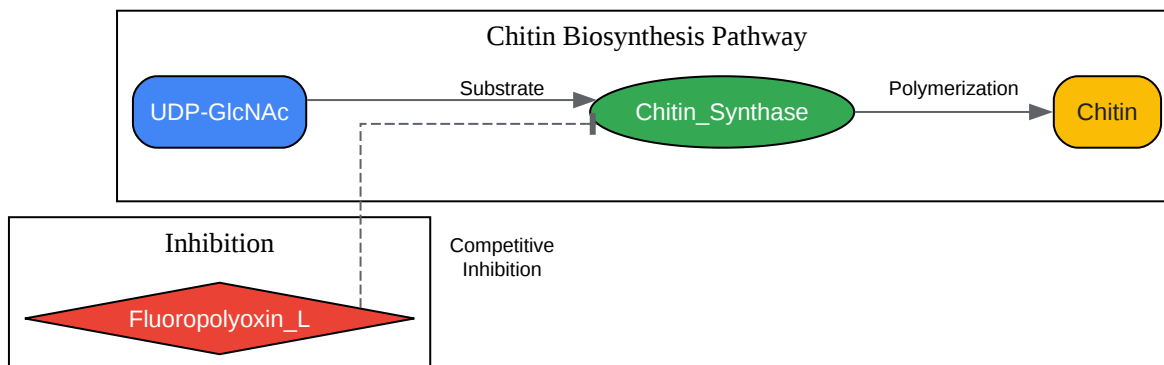 Chitin Biosynthesis Pathway
UDP-GlcNAc
Substrate
Chitin_Synthase
Polymerization
Chitin
Inhibition
Competitive
Inhibition
Fluoropolyoxin_L